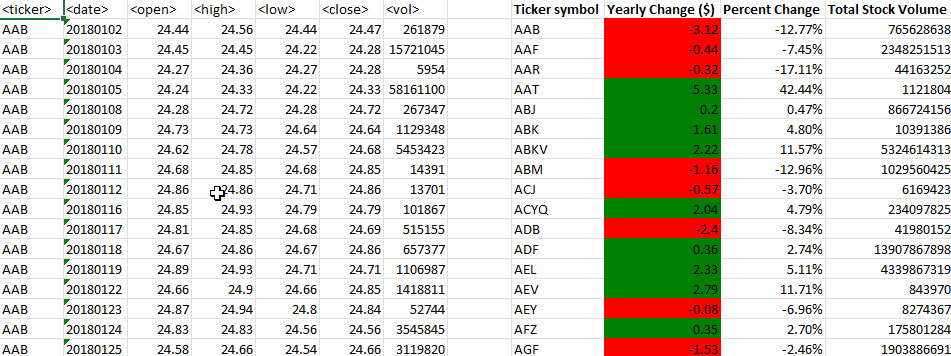 <ticker> <date> <open> <high> <low> <close> <vol> Ticker symbol Yearly Change ($) Percent Change Total Stock Volume
AAB 20180102 24.44 24.56 24.44 24.47 261879 AAB -3.12 -12.77% 765628638
AAB 20180103 24.45 24.45 24.22 24.28 15721045 AAF -0.44 -7.45% 2348251513
AAB 20180104 24.27 24.36 24.27 24.28 5954 AAR -0.32 -17.11% 44163252
AAB 20180105 24.24 24.33 24.22 24.33 58161100 AAT 5.33 42.44% 1121804
AAB 20180108 24.28 24.72 24.28 24.72 267347 ABJ 0.2 0.47% 866724156
AAB 20180109 24.73 24.73 24.64 24.64 1129348 ABK 1.61 4.80% 10391386
AAB 20180110 24.62 24.78 24.57 24.68 5453423 ABKV 2.22 11.57% 5324614313
AAB 20180111 24.68 24.85 24.68 24.85 14391 ABM -1.16 -12.96% 1029560425
AAB 20180112 24.86 24.86 24.71 24.86 13701 ACJ -0.57 -3.70% 6169423
AAB 20180116 24.85 24.93 24.79 24.79 101867 ACYQ 2.04 4.79% 234097825
AAB 20180117 24.81 24.85 24.68 24.69 515155 ADB -2.4 -8.34% 41980152
AAB 20180118 24.67 24.86 24.67 24.86 657377 ADF 0.36 2.74% 13907867898
AAB 20180119 24.89 24.93 24.71 24.71 1106987 AEL 2.33 5.11% 4339867319
AAB 20180122 24.66 24.9 24.66 24.85 1418811 AEV 2.79 11.71% 843970
AAB 20180123 24.87 24.94 24.8 24.84 52744 AEY -0.08 -6.96% 8274367
AAB 20180124 24.83 24.83 24.56 24.56 3545845 AFZ 0.35 2.70% 175801284
AAB 20180125 24.58 24.66 24.54 24.66 3119820 AGF -1.53 -2.46% 1903886691